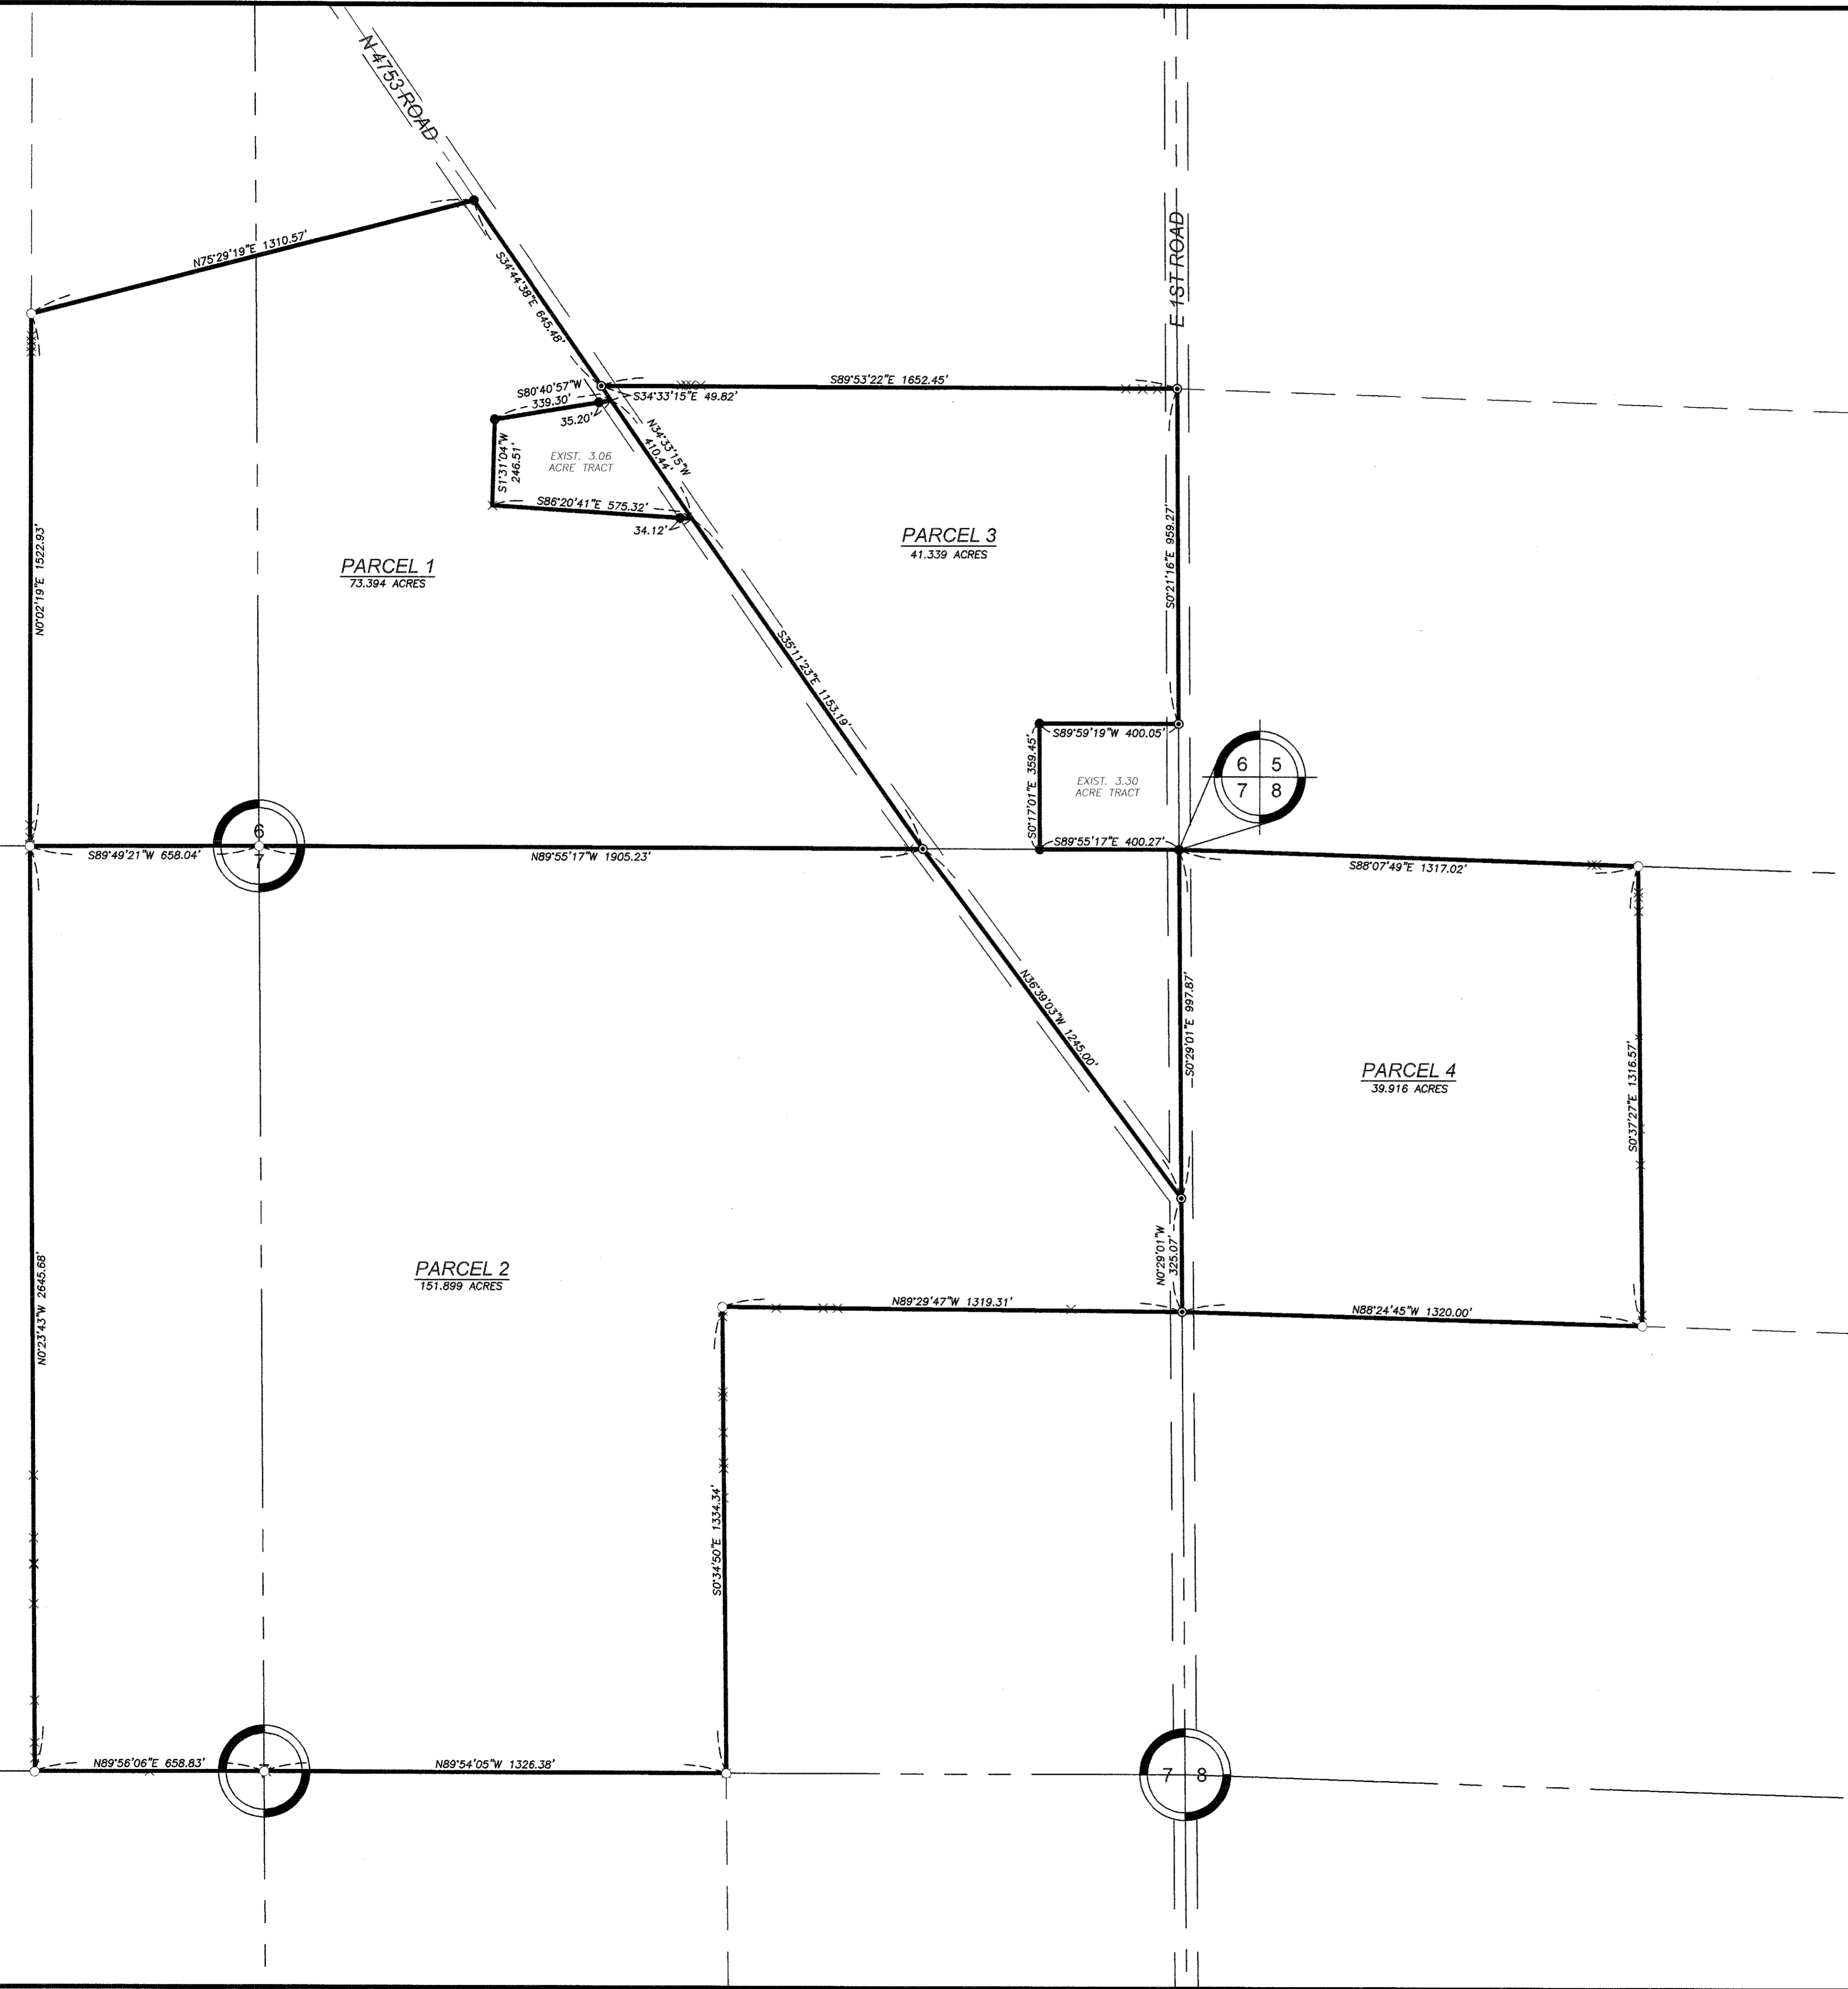 N 4753 ROAD
E 1ST ROAD
N75°29'19"E 1310.57'
S34°44'38"E 645.48'
S89°53'22"E 1652.45'
S80°40'57"W
339.30'
S34°33'15"E 49.82'
35.20'
N34°33'15"W
410.44'
EXIST. 3.06
ACRE TRACT
S1°31'04"W
246.51'
S86°20'41"E 575.32'
34.12'
PARCEL 3
41.339 ACRES
PARCEL 1
73.394 ACRES
N0°02'19"E 1522.93'
S0°21'16"E 959.27'
S35°11'23"E 1153.19'
S89°59'19"W 400.05'
S0°17'01"E 359.45'
EXIST. 3.30
ACRE TRACT
6 5
7 8
S89°55'17"E 400.27'
6
7
S89°49'21"W 658.04'
N89°55'17"W 1905.23'
S88°07'49"E 1317.02'
N36°39'03"W 1245.00'
S0°29'01"E 997.87'
PARCEL 4
39.916 ACRES
S0°37'27"E 1316.57'
N0°23'43"W 2645.68'
PARCEL 2
151.899 ACRES
N0°29'01"W
325.07'
N89°29'47"W 1319.31'
N88°24'45"W 1320.00'
S0°34'50"E 1334.34'
N89°56'06"E 658.83'
N89°54'05"W 1326.38'
7 8